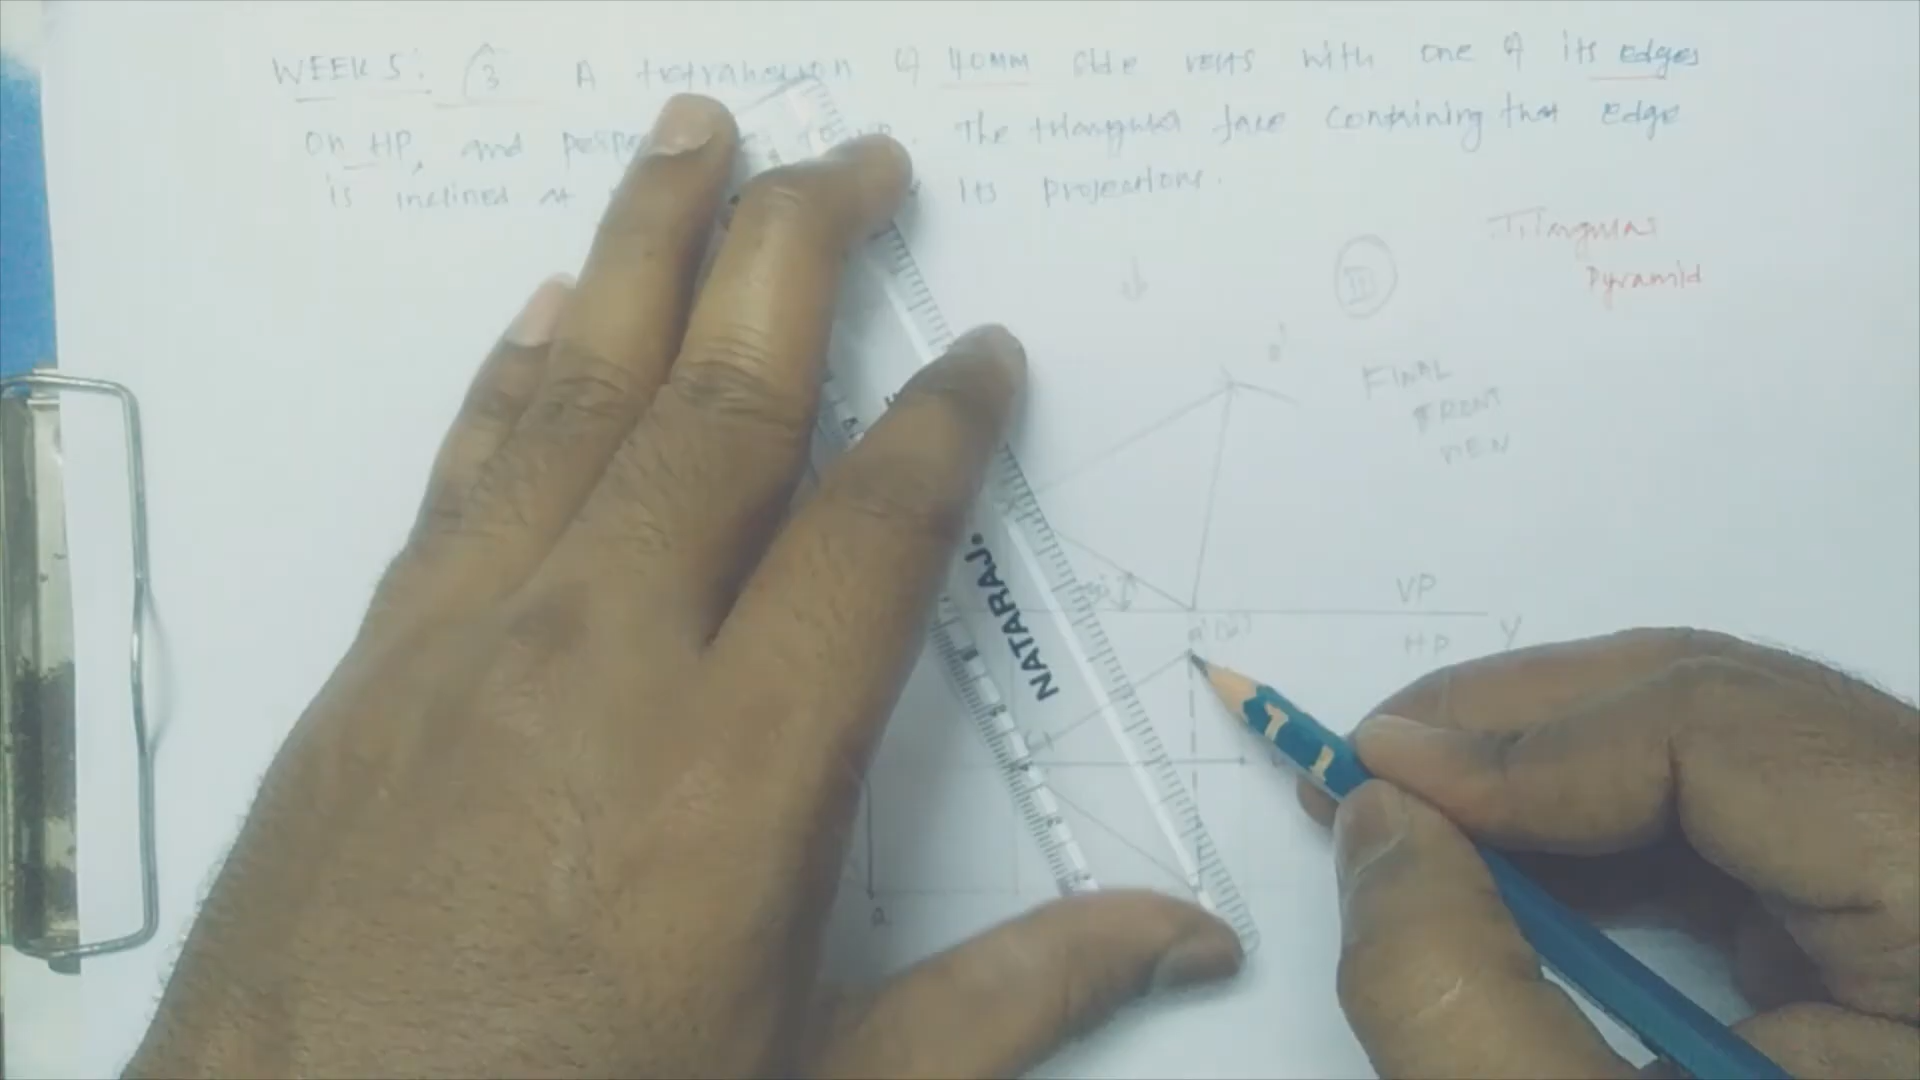 WEEK 5: 3 A tetrahedron of 40MM side rests with one of its edges
On HP, and The triangular face containing that edge
is inclined at its projections.
Triangular
Pyramid
III
o'
FINAL
FRONT
VIEW
NATARAJ.
VP
HP
Y
a'(b')
a